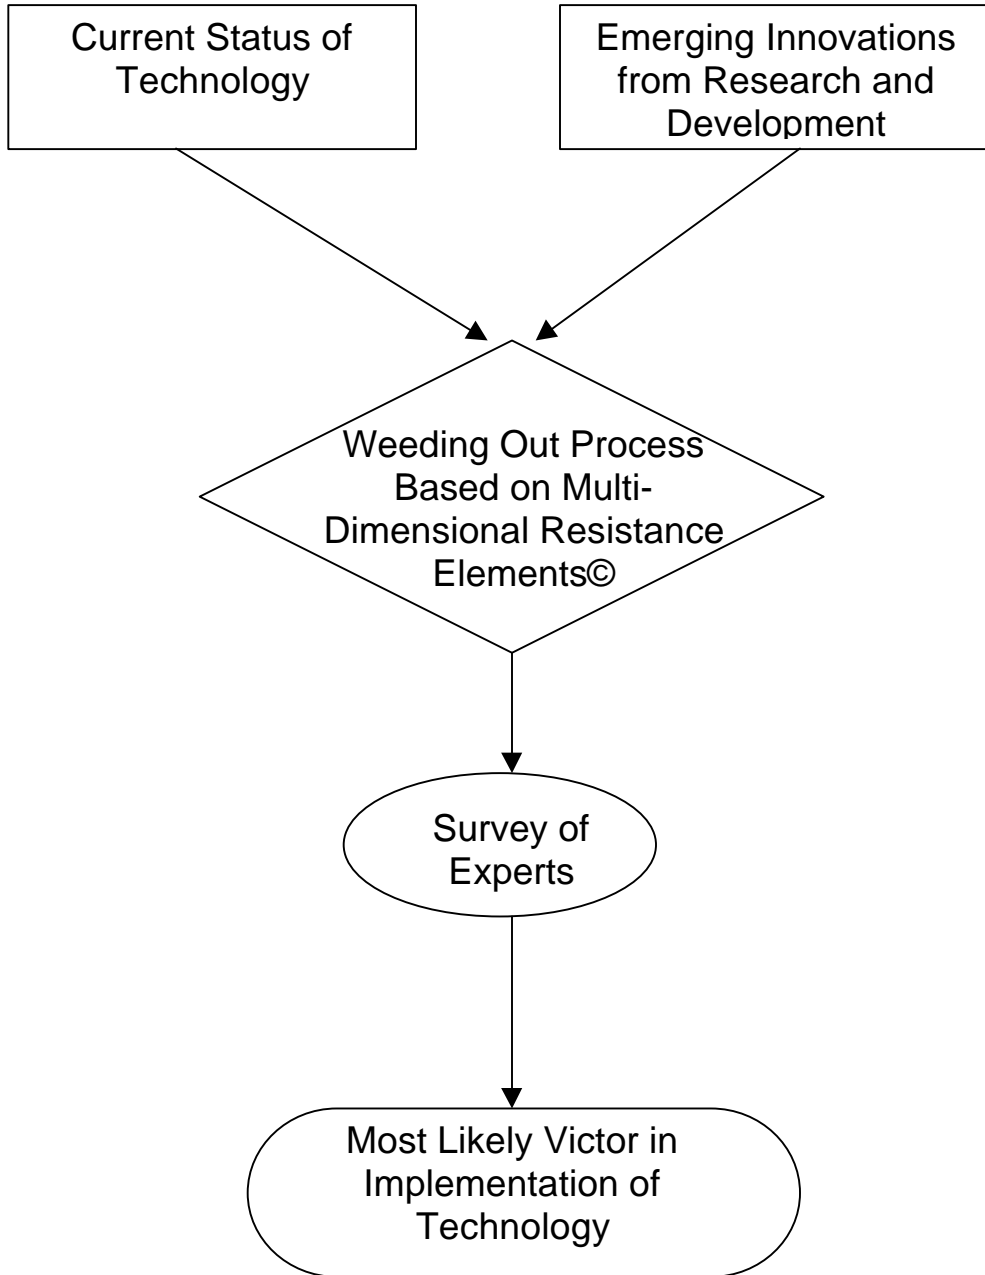 Current Status of
Technology
Emerging Innovations
from Research and
Development
Weeding Out Process
Based on Multi-
Dimensional Resistance
Elements©
Survey of
Experts
Most Likely Victor in
Implementation of
Technology